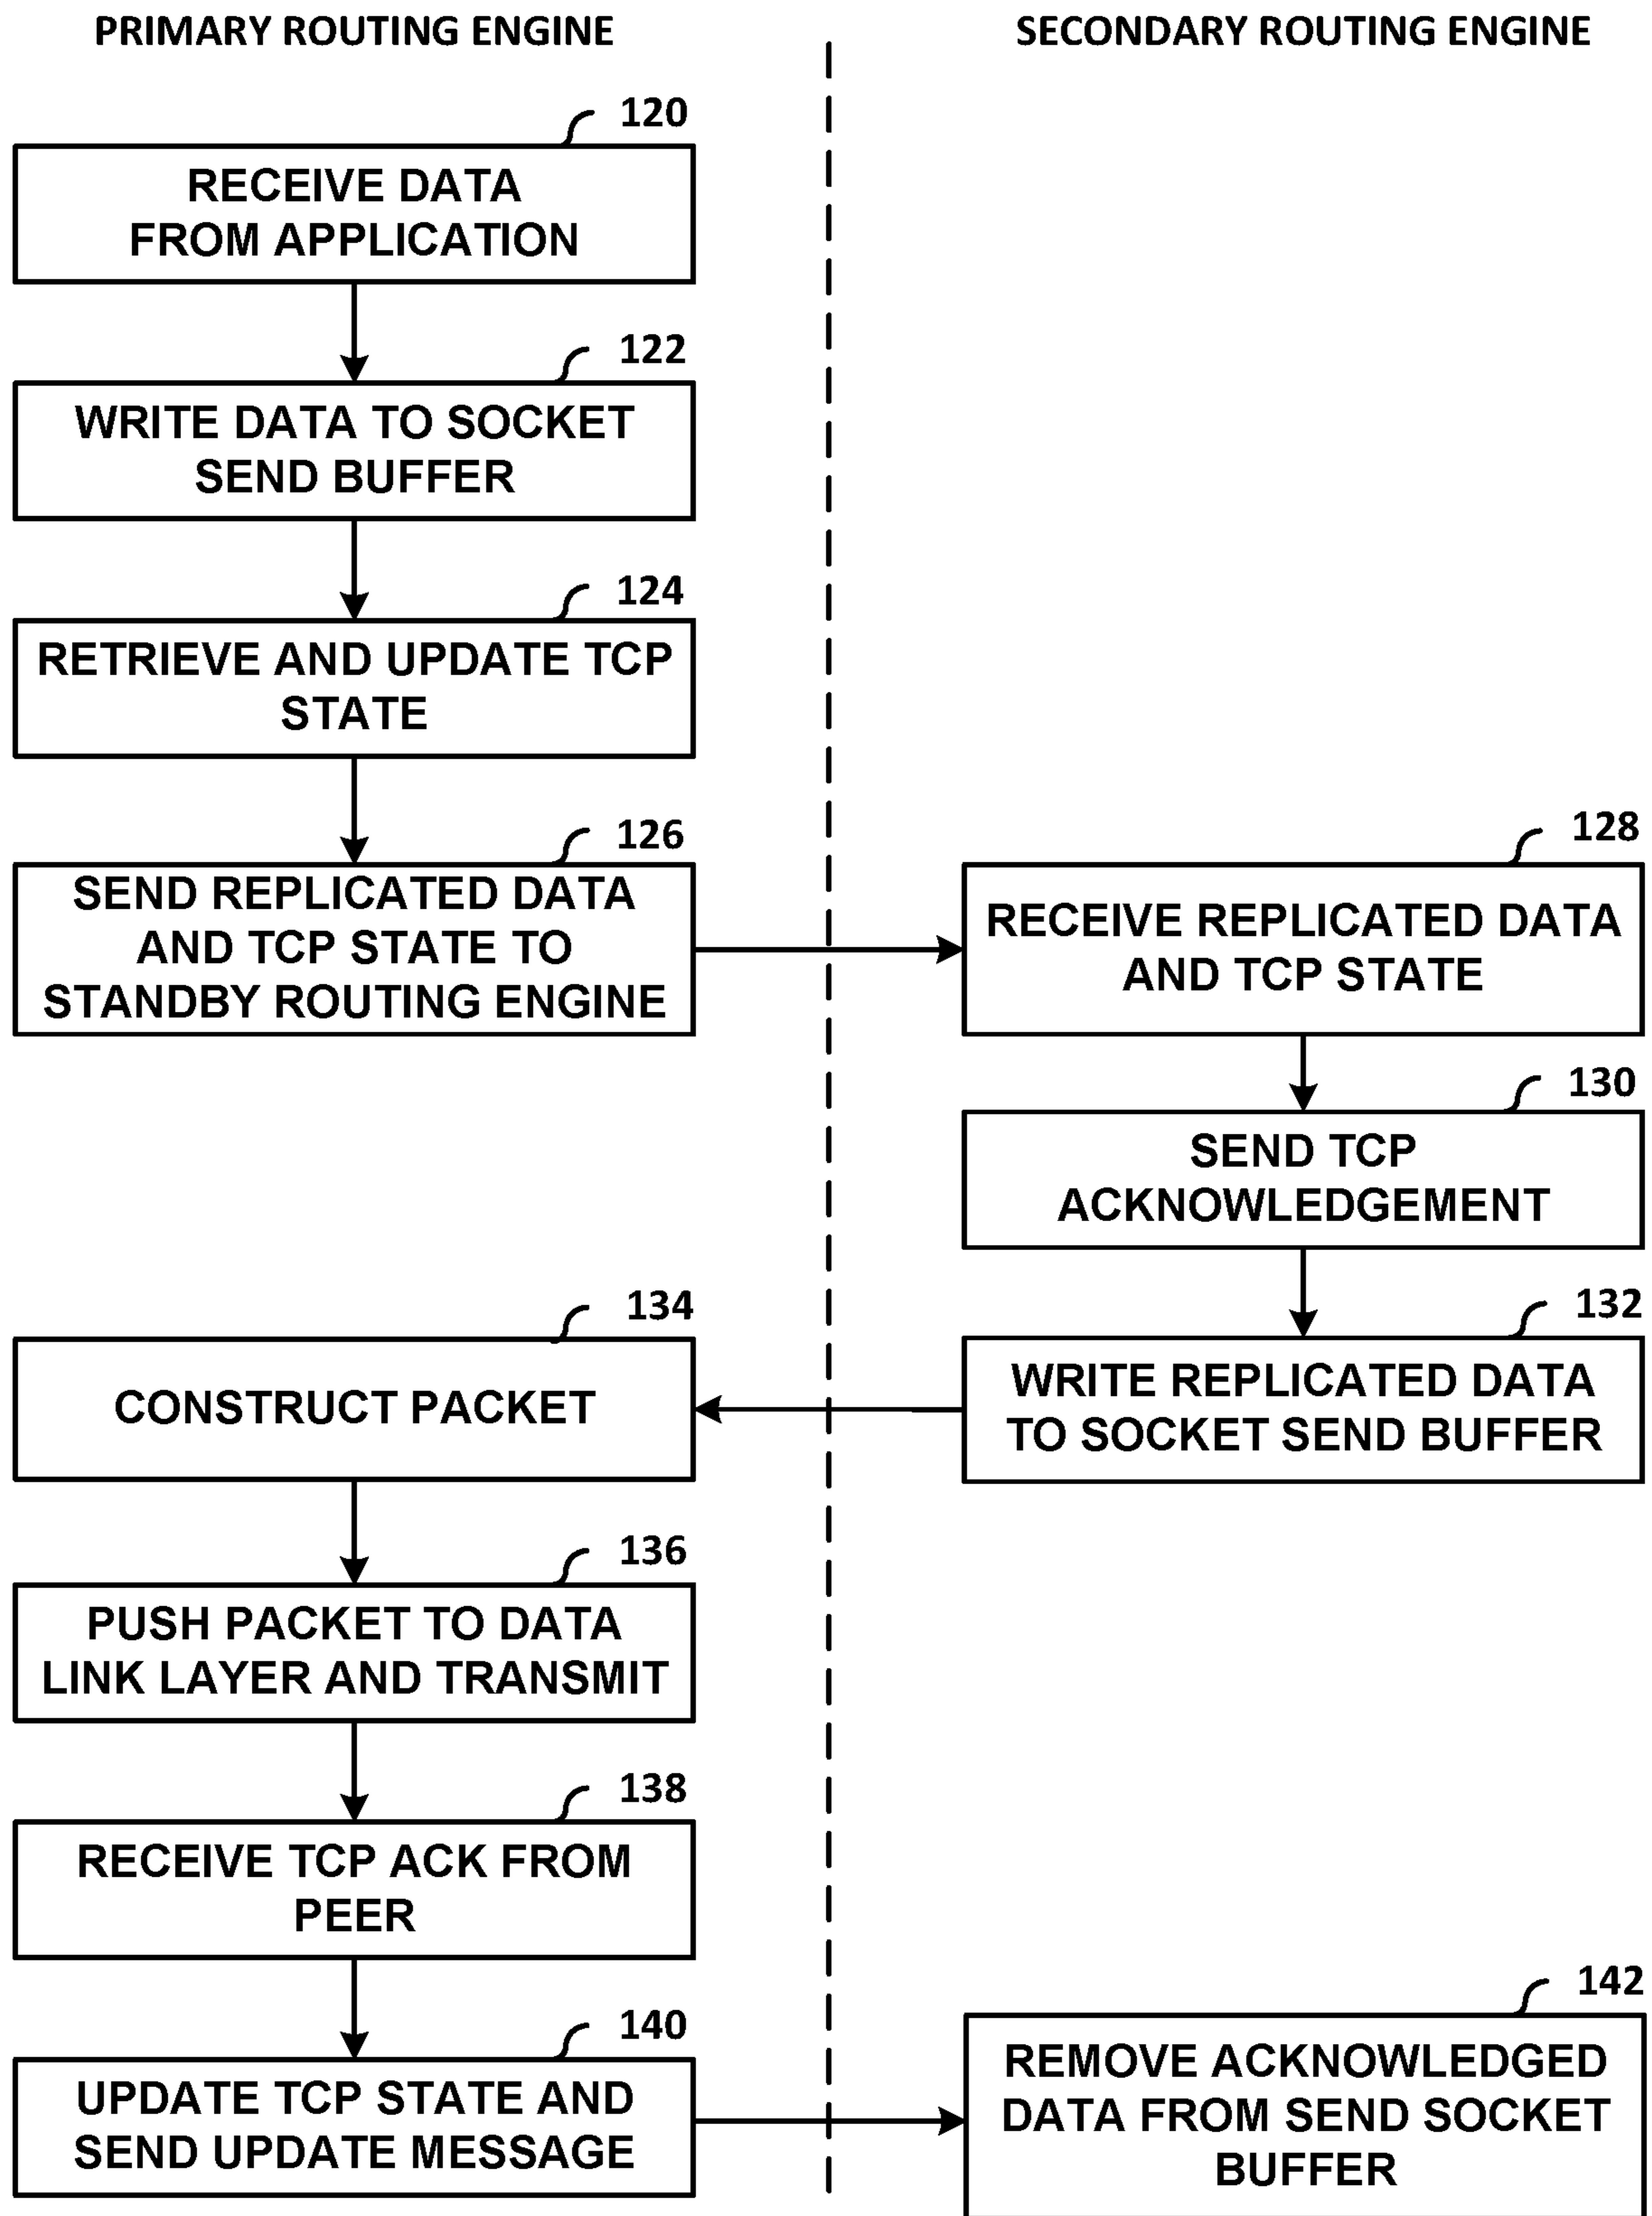 PRIMARY ROUTING ENGINE
SECONDARY ROUTING ENGINE
120
RECEIVE DATA
FROM APPLICATION
122
WRITE DATA TO SOCKET
SEND BUFFER
124
RETRIEVE AND UPDATE TCP
STATE
126
SEND REPLICATED DATA
AND TCP STATE TO
STANDBY ROUTING ENGINE
128
RECEIVE REPLICATED DATA
AND TCP STATE
130
SEND TCP
ACKNOWLEDGEMENT
132
WRITE REPLICATED DATA
TO SOCKET SEND BUFFER
134
CONSTRUCT PACKET
136
PUSH PACKET TO DATA
LINK LAYER AND TRANSMIT
138
RECEIVE TCP ACK FROM
PEER
140
UPDATE TCP STATE AND
SEND UPDATE MESSAGE
142
REMOVE ACKNOWLEDGED
DATA FROM SEND SOCKET
BUFFER